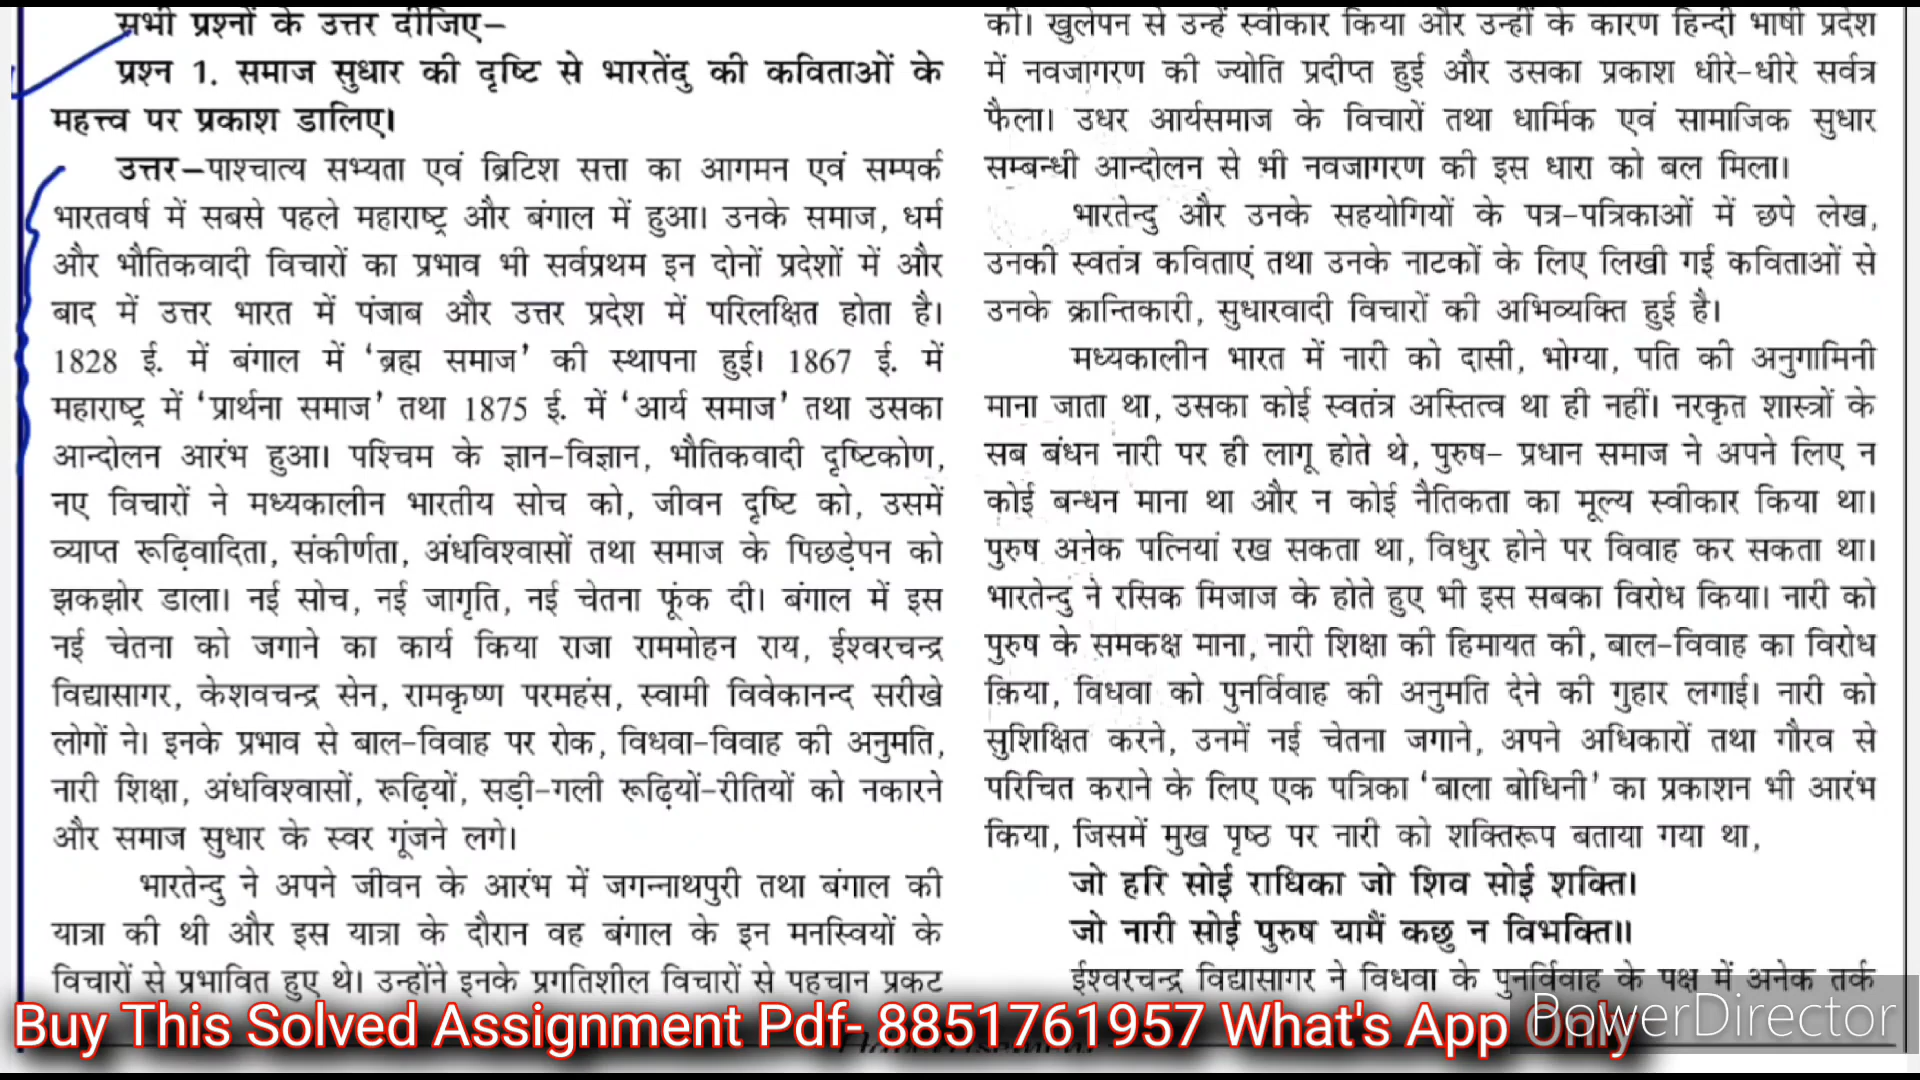 सभी प्रश्नों के उत्तर दीजिए–
प्रश्न 1. समाज सुधार की दृष्टि से भारतेंदु की कविताओं के
महत्त्व पर प्रकाश डालिए।
उत्तर–पाश्चात्य सभ्यता एवं ब्रिटिश सत्ता का आगमन एवं सम्पर्क
भारतवर्ष में सबसे पहले महाराष्ट्र और बंगाल में हुआ। उनके समाज, धर्म
और भौतिकवादी विचारों का प्रभाव भी सर्वप्रथम इन दोनों प्रदेशों में और
बाद में उत्तर भारत में पंजाब और उत्तर प्रदेश में परिलक्षित होता है।
1828 ई. में बंगाल में ‘ब्रह्म समाज’ की स्थापना हुई। 1867 ई. में
महाराष्ट्र में ‘प्रार्थना समाज’ तथा 1875 ई. में ‘आर्य समाज’ तथा उसका
आन्दोलन आरंभ हुआ। पश्चिम के ज्ञान-विज्ञान, भौतिकवादी दृष्टिकोण,
नए विचारों ने मध्यकालीन भारतीय सोच को, जीवन दृष्टि को, उसमें
व्याप्त रूढ़िवादिता, संकीर्णता, अंधविश्वासों तथा समाज के पिछड़ेपन को
झकझोर डाला। नई सोच, नई जागृति, नई चेतना फूंक दी। बंगाल में इस
नई चेतना को जगाने का कार्य किया राजा राममोहन राय, ईश्वरचन्द्र
विद्यासागर, केशवचन्द्र सेन, रामकृष्ण परमहंस, स्वामी विवेकानन्द सरीखे
लोगों ने। इनके प्रभाव से बाल-विवाह पर रोक, विधवा-विवाह की अनुमति,
नारी शिक्षा, अंधविश्वासों, रूढ़ियों, सड़ी-गली रूढ़ियों-रीतियों को नकारने
और समाज सुधार के स्वर गूंजने लगे।
भारतेन्दु ने अपने जीवन के आरंभ में जगन्नाथपुरी तथा बंगाल की
यात्रा की थी और इस यात्रा के दौरान वह बंगाल के इन मनस्वियों के
विचारों से प्रभावित हुए थे। उन्होंने इनके प्रगतिशील विचारों से पहचान प्रकट
की। खुलेपन से उन्हें स्वीकार किया और उन्हीं के कारण हिन्दी भाषी प्रदेश
में नवजागरण की ज्योति प्रदीप्त हुई और उसका प्रकाश धीरे-धीरे सर्वत्र
फैला। उधर आर्यसमाज के विचारों तथा धार्मिक एवं सामाजिक सुधार
सम्बन्धी आन्दोलन से भी नवजागरण की इस धारा को बल मिला।
भारतेन्दु और उनके सहयोगियों के पत्र-पत्रिकाओं में छपे लेख,
उनकी स्वतंत्र कविताएं तथा उनके नाटकों के लिए लिखी गई कविताओं से
उनके क्रान्तिकारी, सुधारवादी विचारों की अभिव्यक्ति हुई है।
मध्यकालीन भारत में नारी को दासी, भोग्या, पति की अनुगामिनी
माना जाता था, उसका कोई स्वतंत्र अस्तित्व था ही नहीं। नरकृत शास्त्रों के
सब बंधन नारी पर ही लागू होते थे, पुरुष- प्रधान समाज ने अपने लिए न
कोई बन्धन माना था और न कोई नैतिकता का मूल्य स्वीकार किया था।
पुरुष अनेक पत्नियां रख सकता था, विधुर होने पर विवाह कर सकता था।
भारतेन्दु ने रसिक मिजाज के होते हुए भी इस सबका विरोध किया। नारी को
पुरुष के समकक्ष माना, नारी शिक्षा की हिमायत की, बाल-विवाह का विरोध
किया, विधवा को पुनर्विवाह की अनुमति देने की गुहार लगाई। नारी को
सुशिक्षित करने, उनमें नई चेतना जगाने, अपने अधिकारों तथा गौरव से
परिचित कराने के लिए एक पत्रिका ‘बाला बोधिनी’ का प्रकाशन भी आरंभ
किया, जिसमें मुख पृष्ठ पर नारी को शक्तिरूप बताया गया था,
जो हरि सोई राधिका जो शिव सोई शक्ति।
जो नारी सोई पुरुष यामैं कछु न विभक्ति॥
ईश्वरचन्द्र विद्यासागर ने विधवा के पुनर्विवाह के पक्ष में अनेक तर्क
Buy This Solved Assignment Pdf- 8851761957 What's App Only
PowerDirector